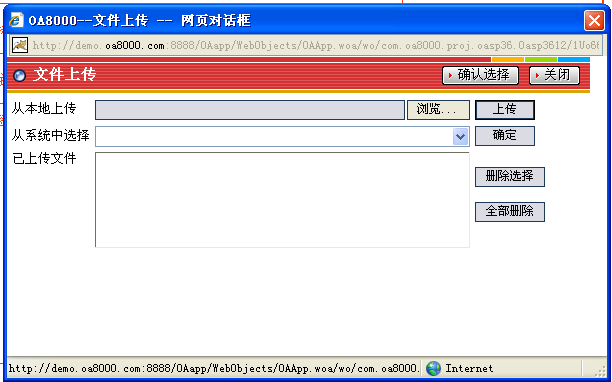 OA8000--文件上传 -- 网页对话框
http://demo.oa8000.com:8888/OAapp/WebObjects/OAApp.woa/wo/com.oa8000.proj.oasp36.Oasp3612/1Uo66
文件上传
确认选择
关闭
从本地上传
浏览...
上传
从系统中选择
确定
已上传文件
删除选择
全部删除
http://demo.oa8000.com:8888/OAapp/WebObjects/OAApp.woa/wo/com.oa8000.
Internet